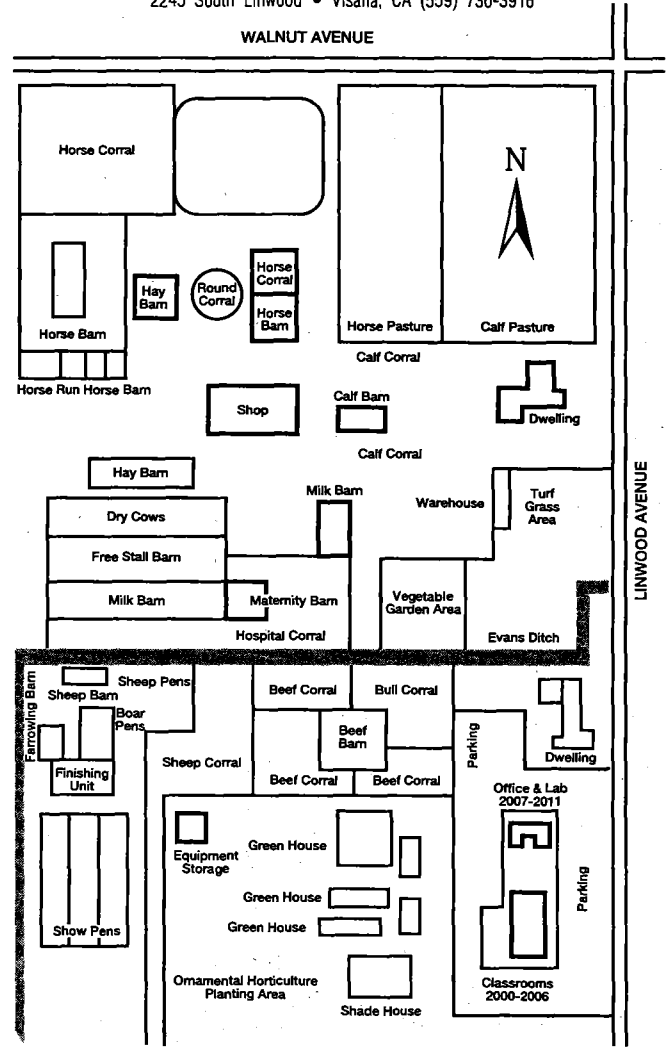 2245 South Linwood • Visalia, CA (559) 730-3916
WALNUT AVENUE
N
Horse Corral
Horse
Corral
Hay
Barn
Round
Corral
Horse
Barn
Horse Barn
Horse Pasture
Calf Pasture
Calf Corral
Horse Run Horse Barn
Calf Barn
Shop
Dwelling
Calf Corral
Hay Barn
Milk Barn
Warehouse
Turf
Grass
Area
LINWOOD AVENUE
Dry Cows
Free Stall Barn
Milk Barn
Maternity Barn
Vegetable
Garden Area
Hospital Corral
Evans Ditch
Farrowing Barn
Sheep Pens
Sheep Barn
Beef Corral
Bull Corral
Boar
Pens
Beef
Barn
Parking
Dwelling
Sheep Corral
Finishing
Unit
Beef Corral
Beef Corral
Office & Lab
2007-2011
Equipment
Storage
Green House
Green House
Green House
Parking
Show Pens
Ornamental Horticulture
Planting Area
Shade House
Classrooms
2000-2006